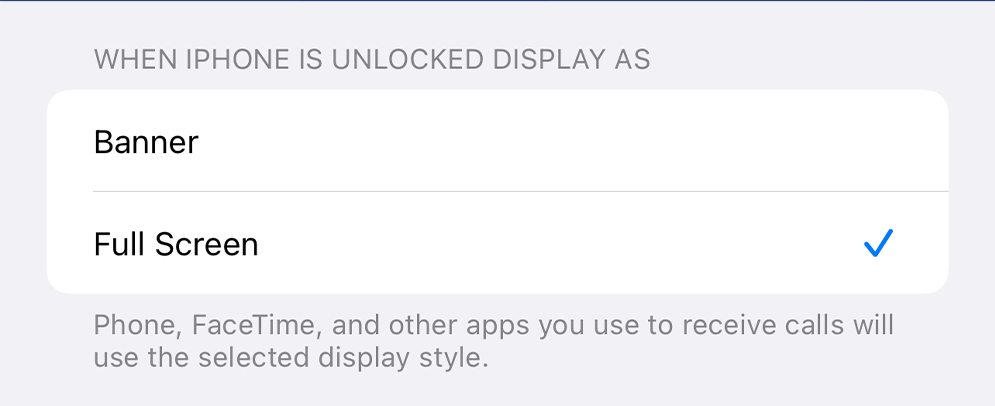 WHEN IPHONE IS UNLOCKED DISPLAY AS
Banner
Full Screen
Phone, FaceTime, and other apps you use to receive calls will
use the selected display style.